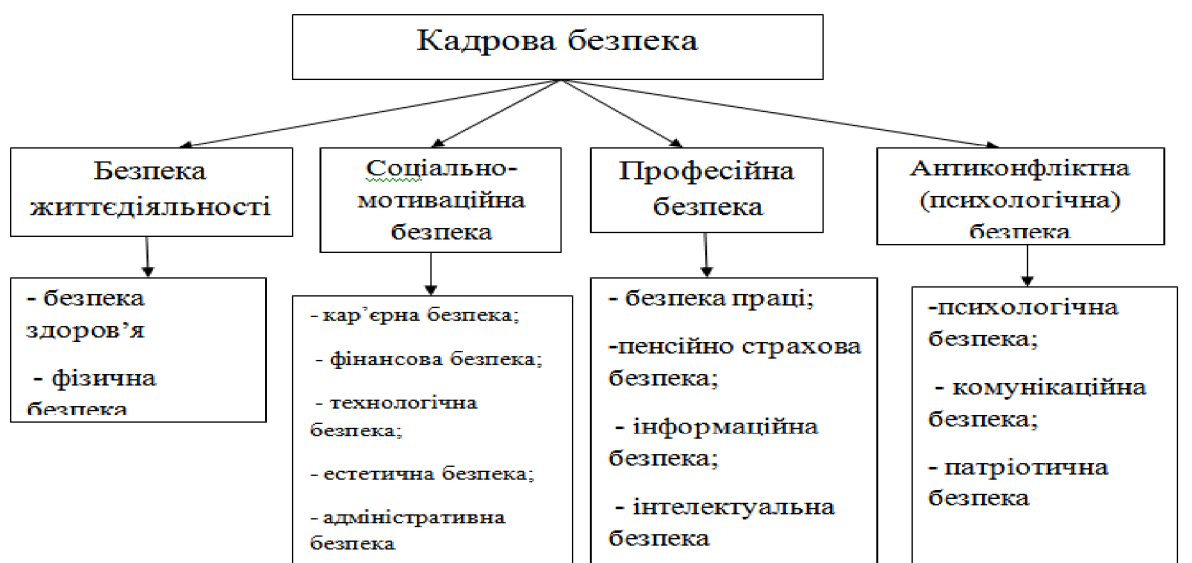 Кадрова безпека
Безпека
життєдіяльності
Соціально-
мотиваційна
безпека
Професійна
безпека
Антиконфліктна
(психологічна)
безпека
- безпека
здоров’я
- фізична
безпека
- кар’єрна безпека;
- фінансова безпека;
- технологічна
безпека;
- естетична безпека;
- адміністративна
безпека
- безпека праці;
-пенсійно страхова
безпека;
- інформаційна
безпека;
- інтелектуальна
безпека
-психологічна
безпека;
- комунікаційна
безпека;
- патріотична
безпека